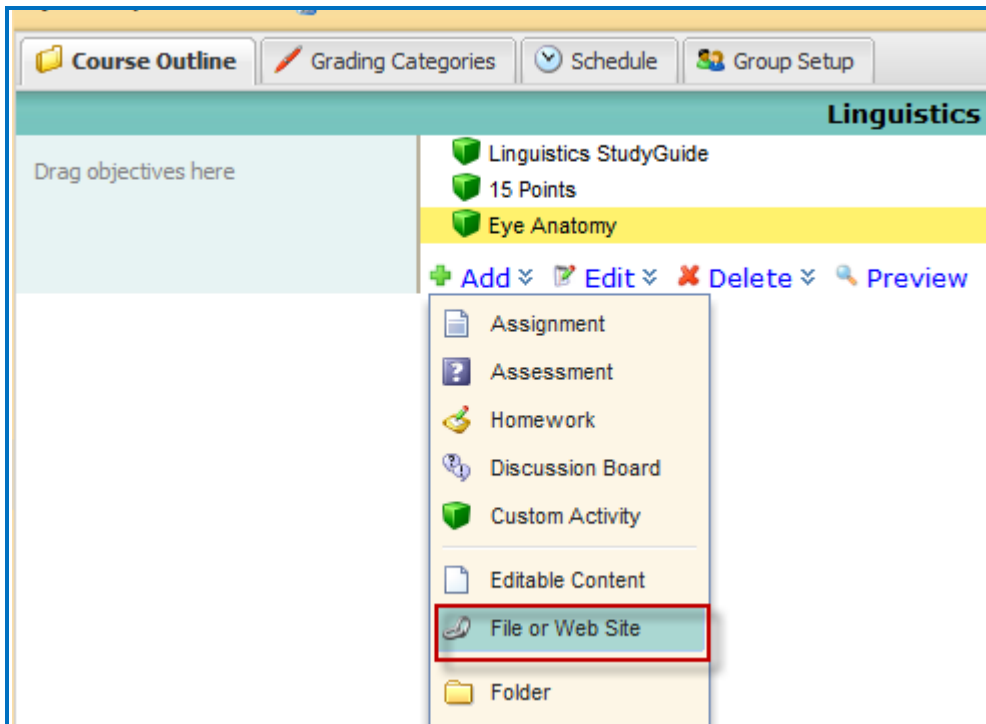 Course Outline Grading Categories Schedule Group Setup
Linguistics
Drag objectives here
Linguistics StudyGuide
15 Points
Eye Anatomy
Add Edit Delete Preview
Assignment
Assessment
Homework
Discussion Board
Custom Activity
Editable Content
File or Web Site
Folder